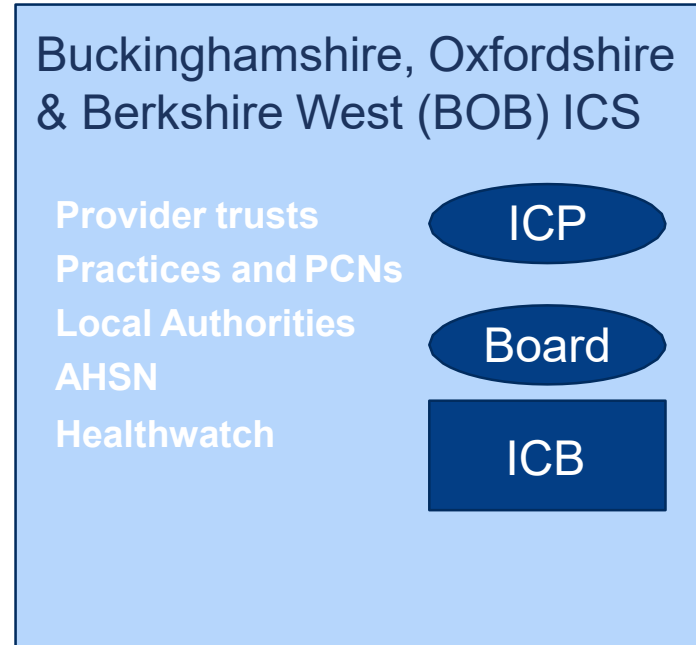 Buckinghamshire, Oxfordshire
& Berkshire West (BOB) ICS
Provider trusts
Practices and PCNs
Local Authorities
AHSN
Healthwatch
ICP
Board
ICB